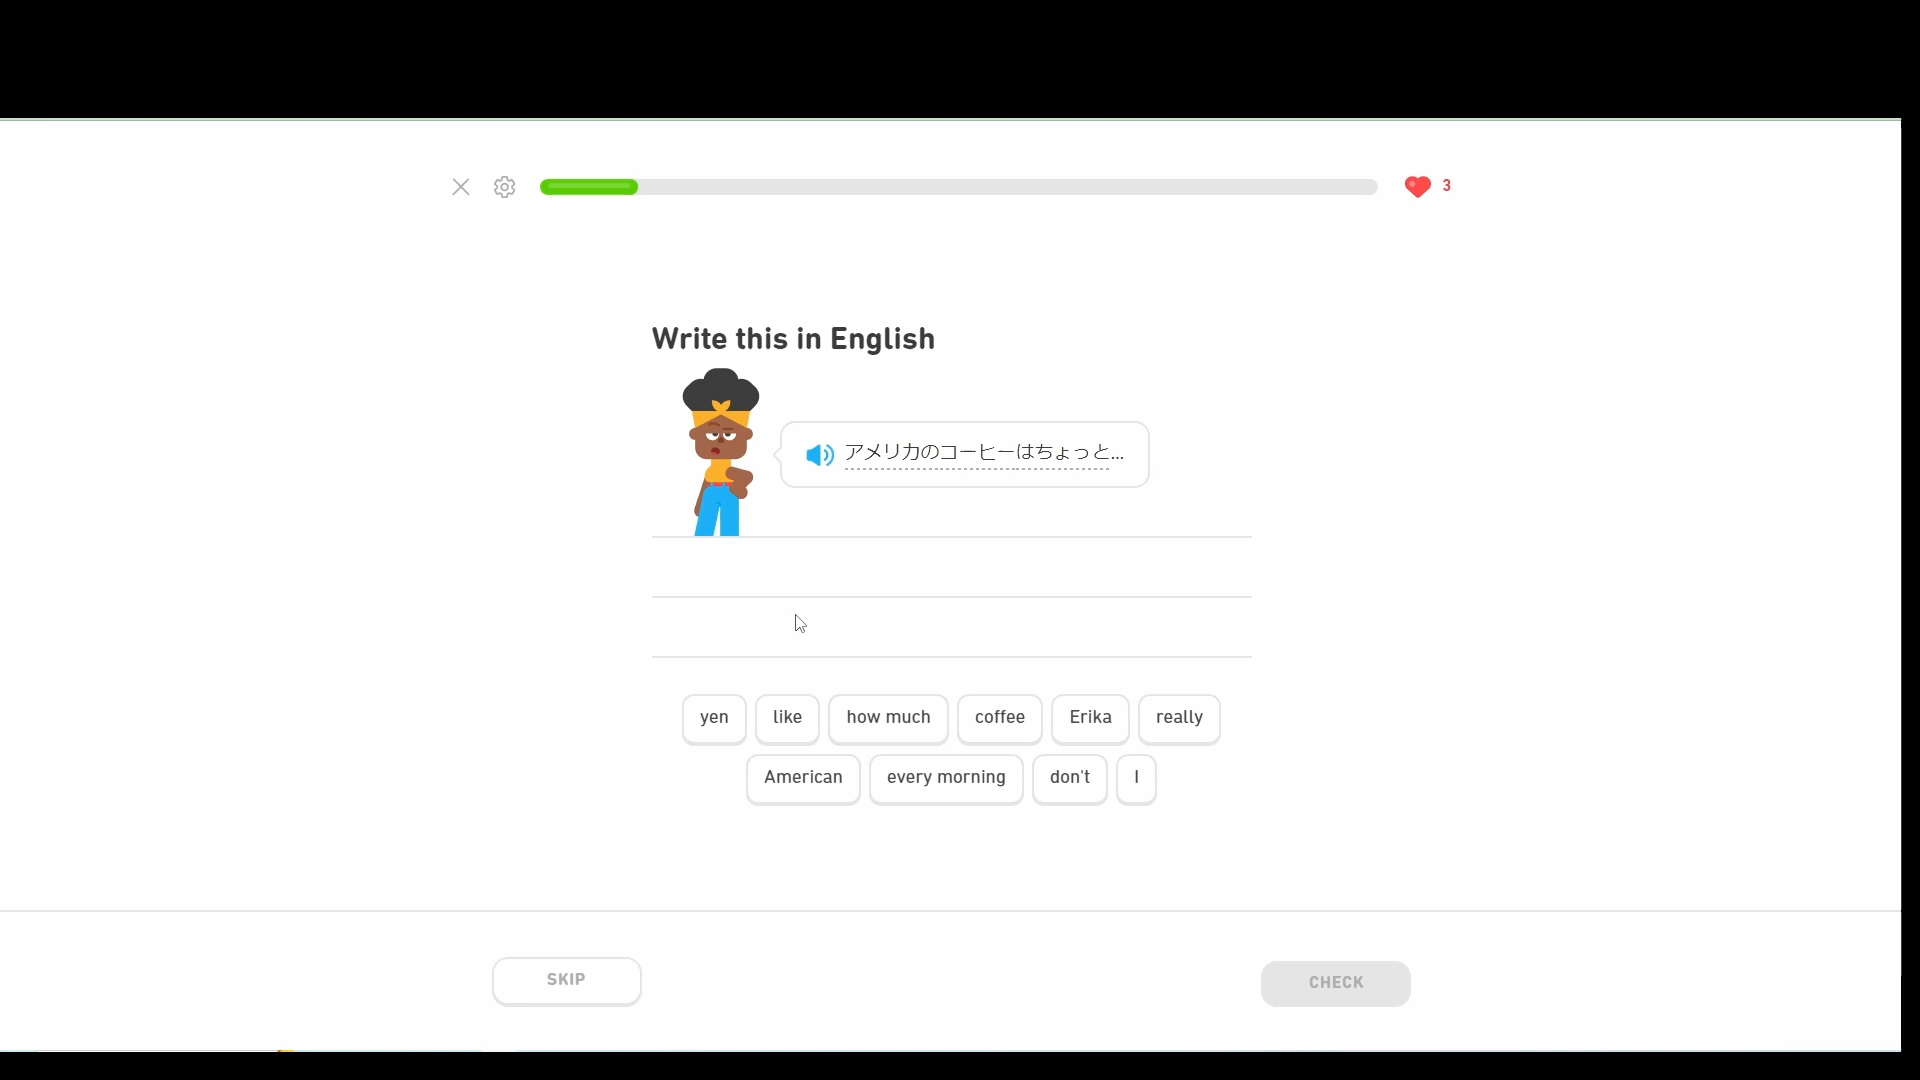 3
Write this in English
アメリカのコーヒーはちょっと...
yen like how much coffee Erika really
American every morning don't I
SKIP CHECK